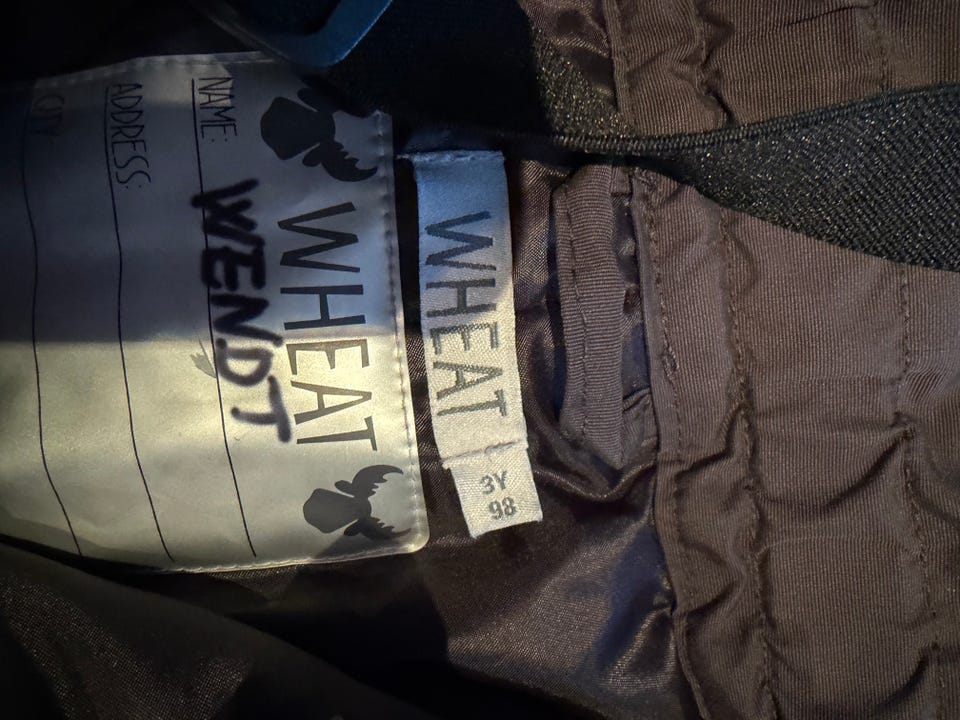 WHEAT
NAME: WENDT
ADDRESS:
CITY
WHEAT
3Y
98